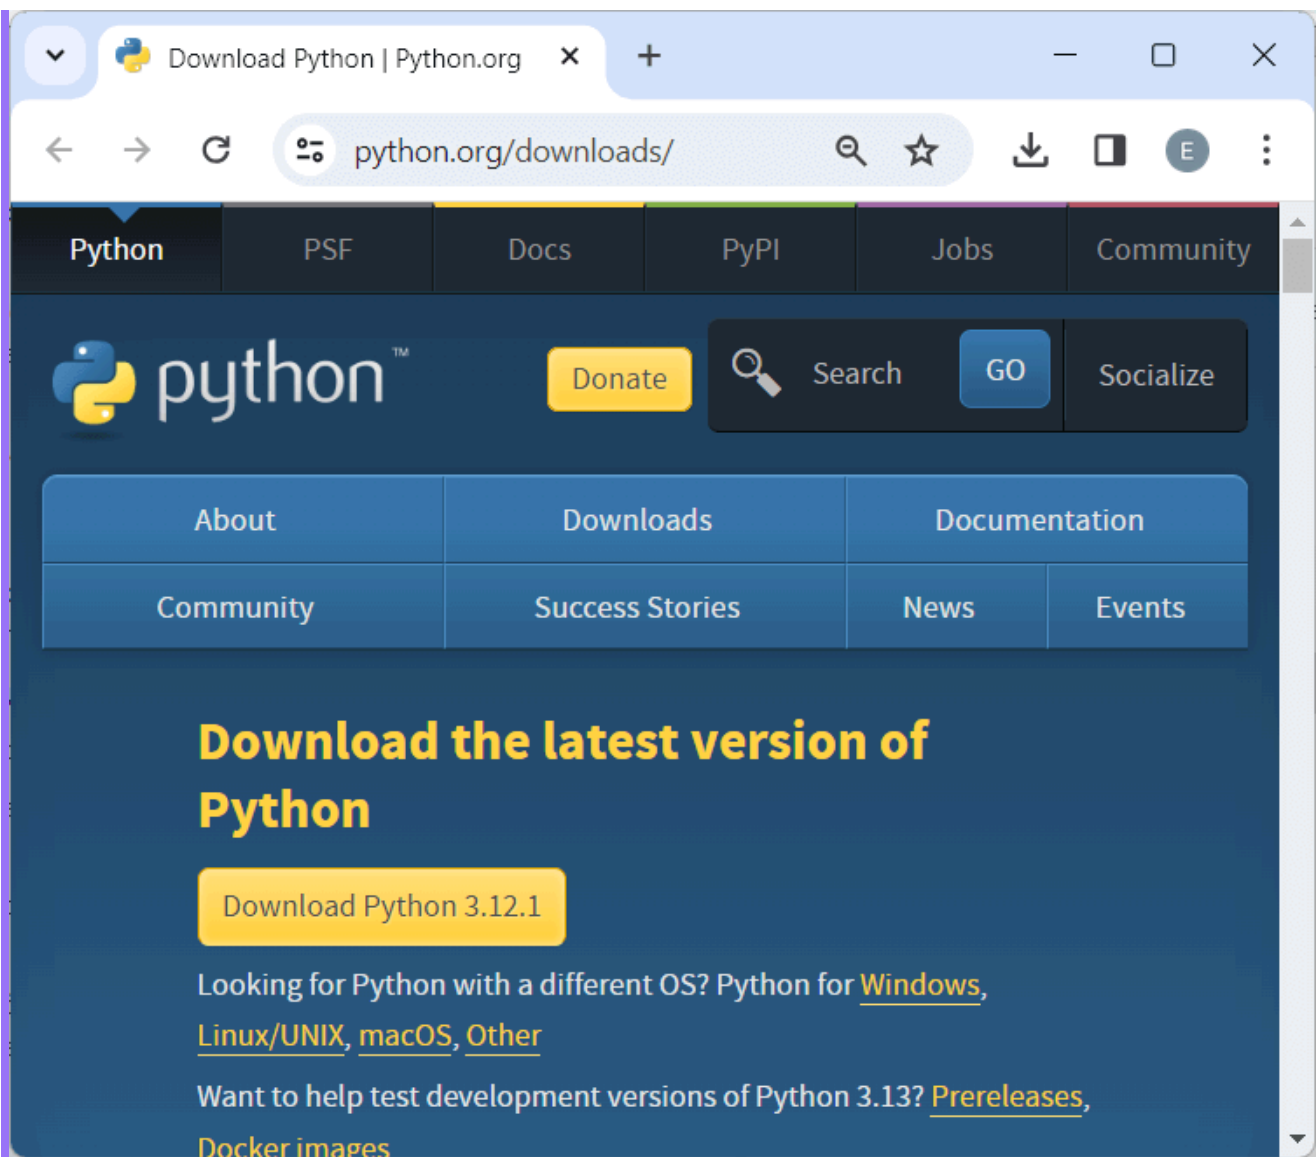 Download Python | Python.org
python.org/downloads/
E
Python PSF Docs PyPI Jobs Community
python™
Donate
Search
GO
Socialize
About Downloads Documentation
Community Success Stories News Events
Download the latest version of
Python
Download Python 3.12.1
Looking for Python with a different OS? Python for Windows,
Linux/UNIX, macOS, Other
Want to help test development versions of Python 3.13? Prereleases,
Docker images